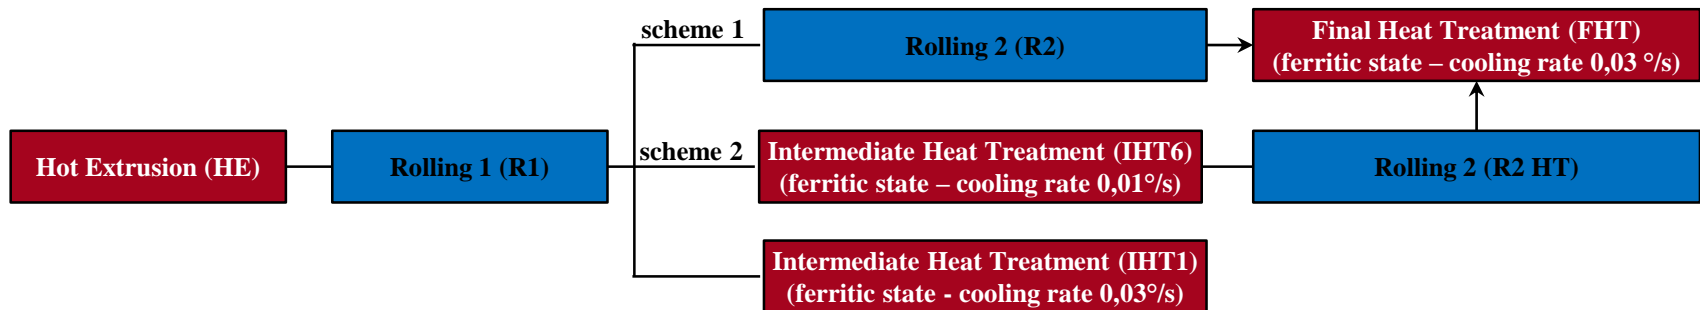 scheme 1
Rolling 2 (R2)
Final Heat Treatment (FHT)
(ferritic state – cooling rate 0,03 °/s)
Hot Extrusion (HE)
Rolling 1 (R1)
scheme 2
Intermediate Heat Treatment (IHT6)
(ferritic state – cooling rate 0,01°/s)
Rolling 2 (R2 HT)
Intermediate Heat Treatment (IHT1)
(ferritic state - cooling rate 0,03°/s)